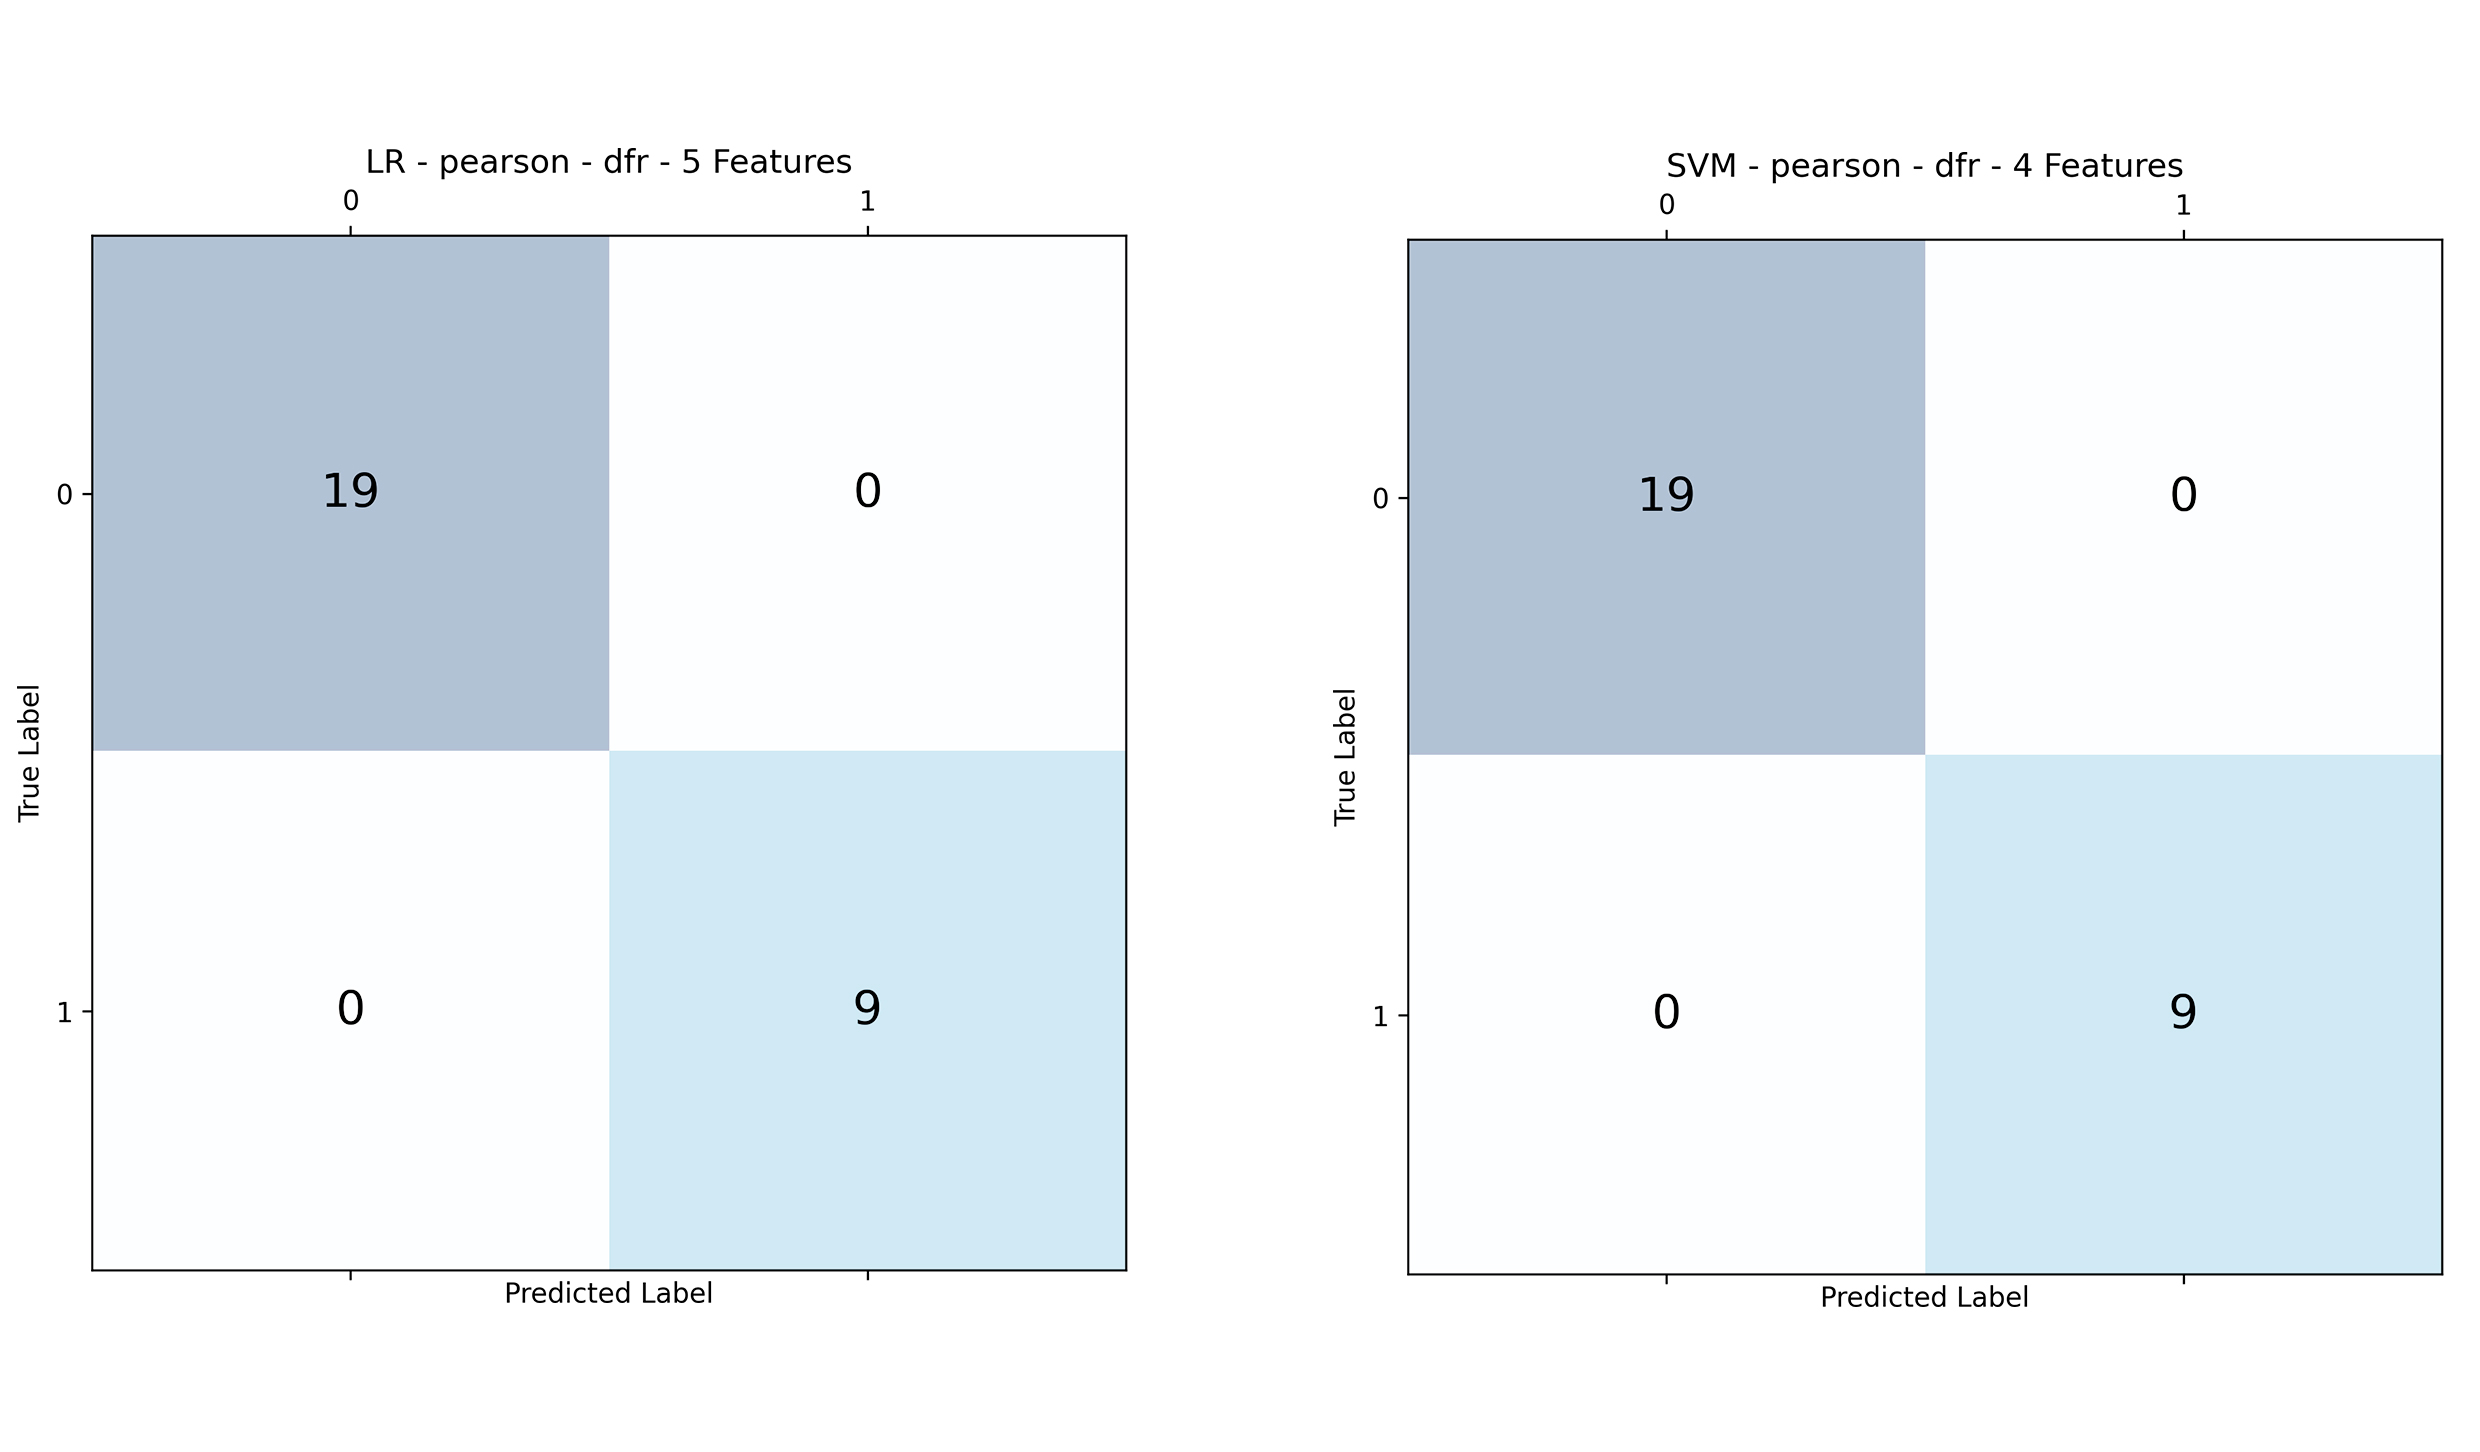 LR - pearson - dfr - 5 Features
0 1
0 19 0
True Label
1 0 9
Predicted Label
SVM - pearson - dfr - 4 Features
0 1
0 19 0
True Label
1 0 9
Predicted Label